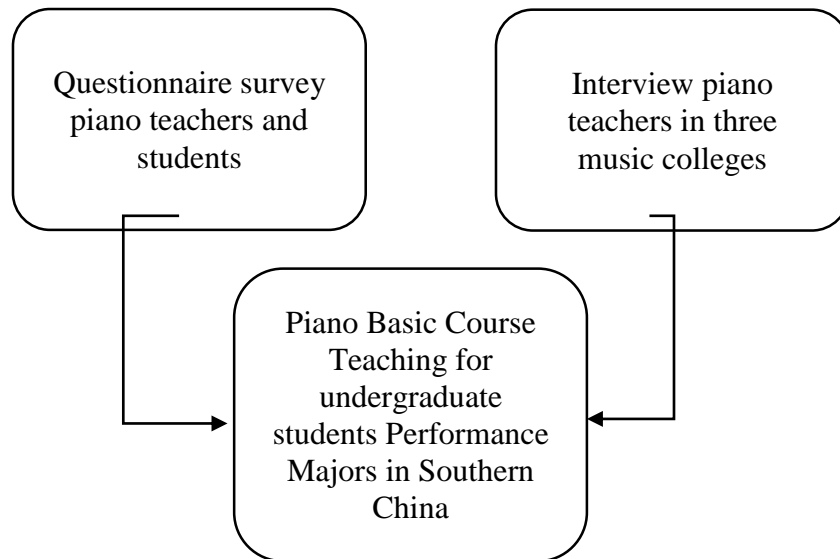 Questionnaire survey
piano teachers and
students
Interview piano
teachers in three
music colleges
Piano Basic Course
Teaching for
undergraduate
students Performance
Majors in Southern
China